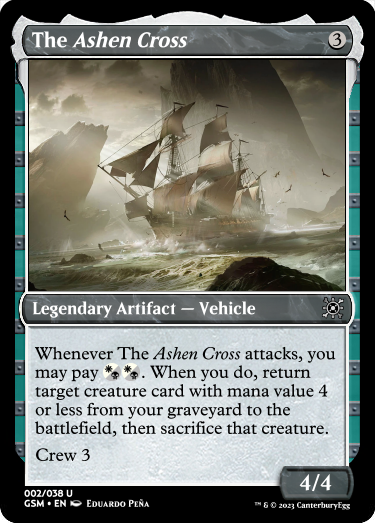 The Ashen Cross 3
Legendary Artifact — Vehicle
Whenever The Ashen Cross attacks, you
may pay . When you do, return
target creature card with mana value 4
or less from your graveyard to the
battlefield, then sacrifice that creature.
Crew 3
4/4
002/038 U
GSM • EN Eduardo Peña
™ & © 2023 CanterburyEgg